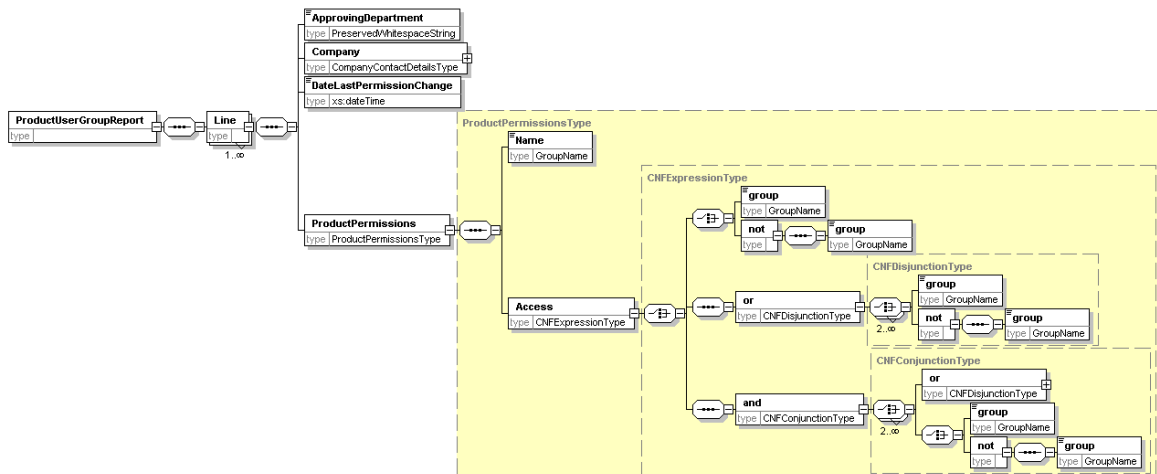 ApprovingDepartment
type PreservedWhitespaceString
Company
type CompanyContactDetailsType
DateLastPermissionChange
type xs:dateTime
ProductUserGroupReport
type
Line
type
1..∞
ProductPermissionsType
Name
type GroupName
ProductPermissions
type ProductPermissionsType
CNFExpressionType
group
type GroupName
not
type
group
type GroupName
Access
type CNFExpressionType
or
type CNFDisjunctionType
CNFDisjunctionType
group
type GroupName
not
type
group
type GroupName
2..∞
and
type CNFConjunctionType
CNFConjunctionType
or
type CNFDisjunctionType
2..∞
group
type GroupName
not
type
group
type GroupName